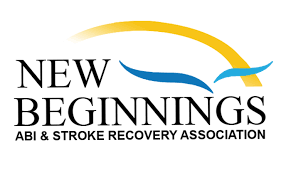 NEW
BEGINNINGS
ABI & STROKE RECOVERY ASSOCIATION